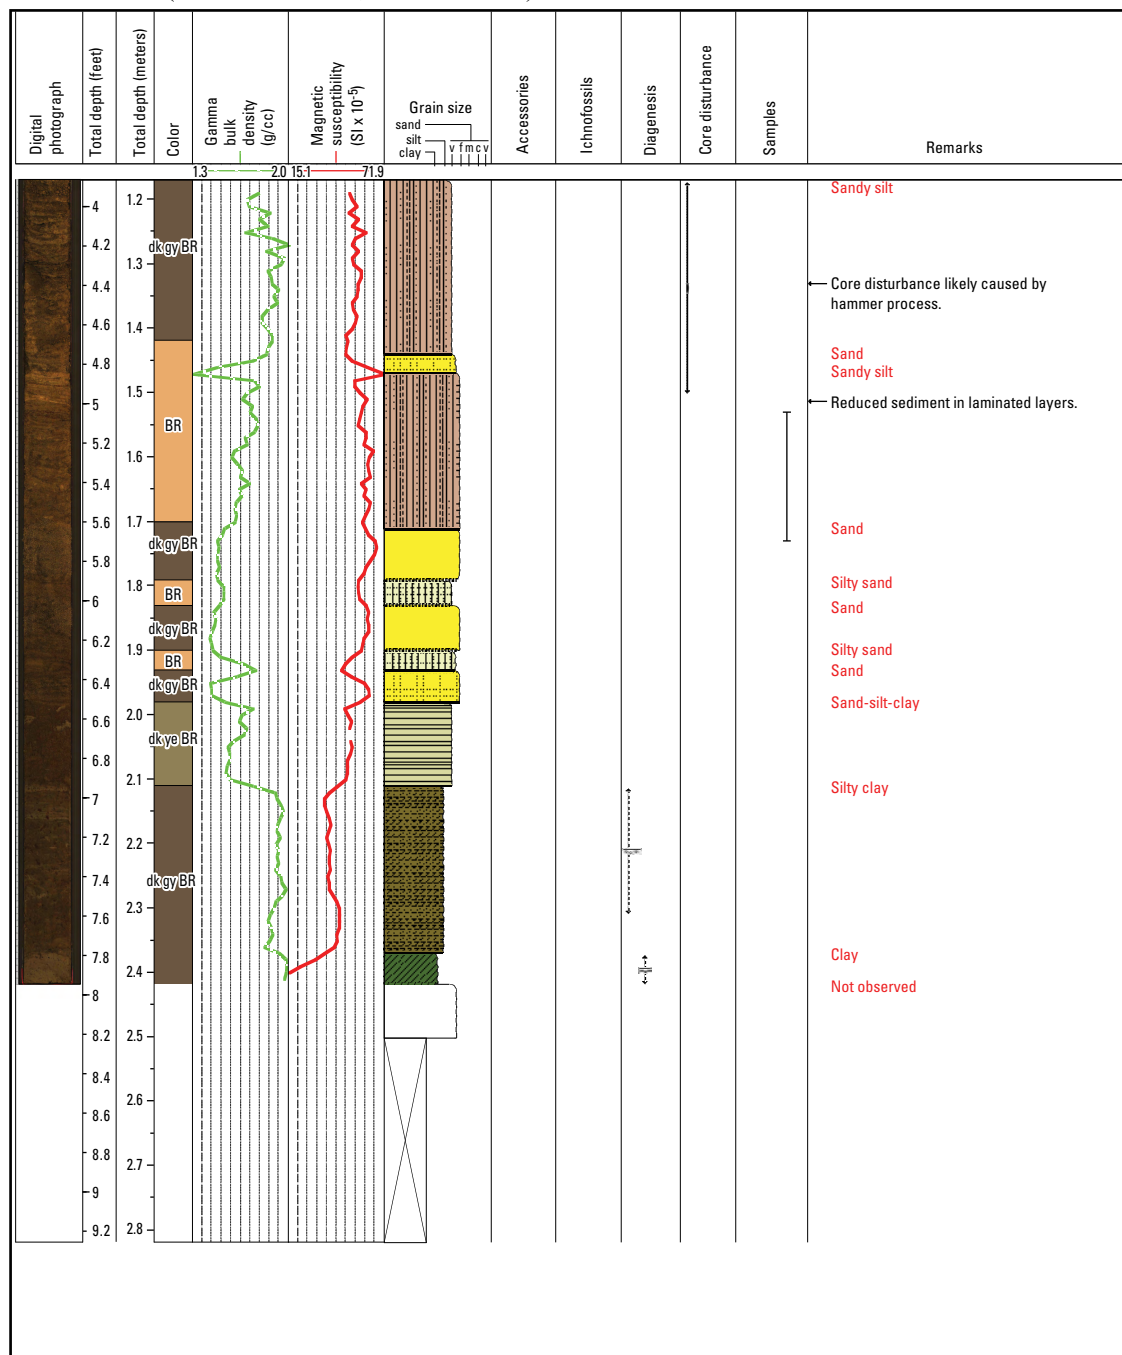 Digital
photograph
Total depth (feet)
Total depth (meters)
Color
Gamma
bulk
density
(g/cc)
Magnetic
susceptibility
(SI x 10-5)
Grain size
sand
silt
clay
v f m c v
Accessories
Ichnofossils
Diagenesis
Core disturbance
Samples
Remarks
1.3 2.0 15.1 71.9
4
4.2
4.4
4.6
4.8
5
5.2
5.4
5.6
5.8
6
6.2
6.4
6.6
6.8
7
7.2
7.4
7.6
7.8
8
8.2
8.4
8.6
8.8
9
9.2
1.2
1.3
1.4
1.5
1.6
1.7
1.8
1.9
2.0
2.1
2.2
2.3
2.4
2.5
2.6
2.7
2.8
dk gy BR
BR
dk gy BR
BR
dk gy BR
BR
dk gy BR
dk ye BR
dk gy BR
Sandy silt
Core disturbance likely caused by
hammer process.
Sand
Sandy silt
Reduced sediment in laminated layers.
Sand
Silty sand
Sand
Silty sand
Sand
Sand-silt-clay
Silty clay
Clay
Not observed